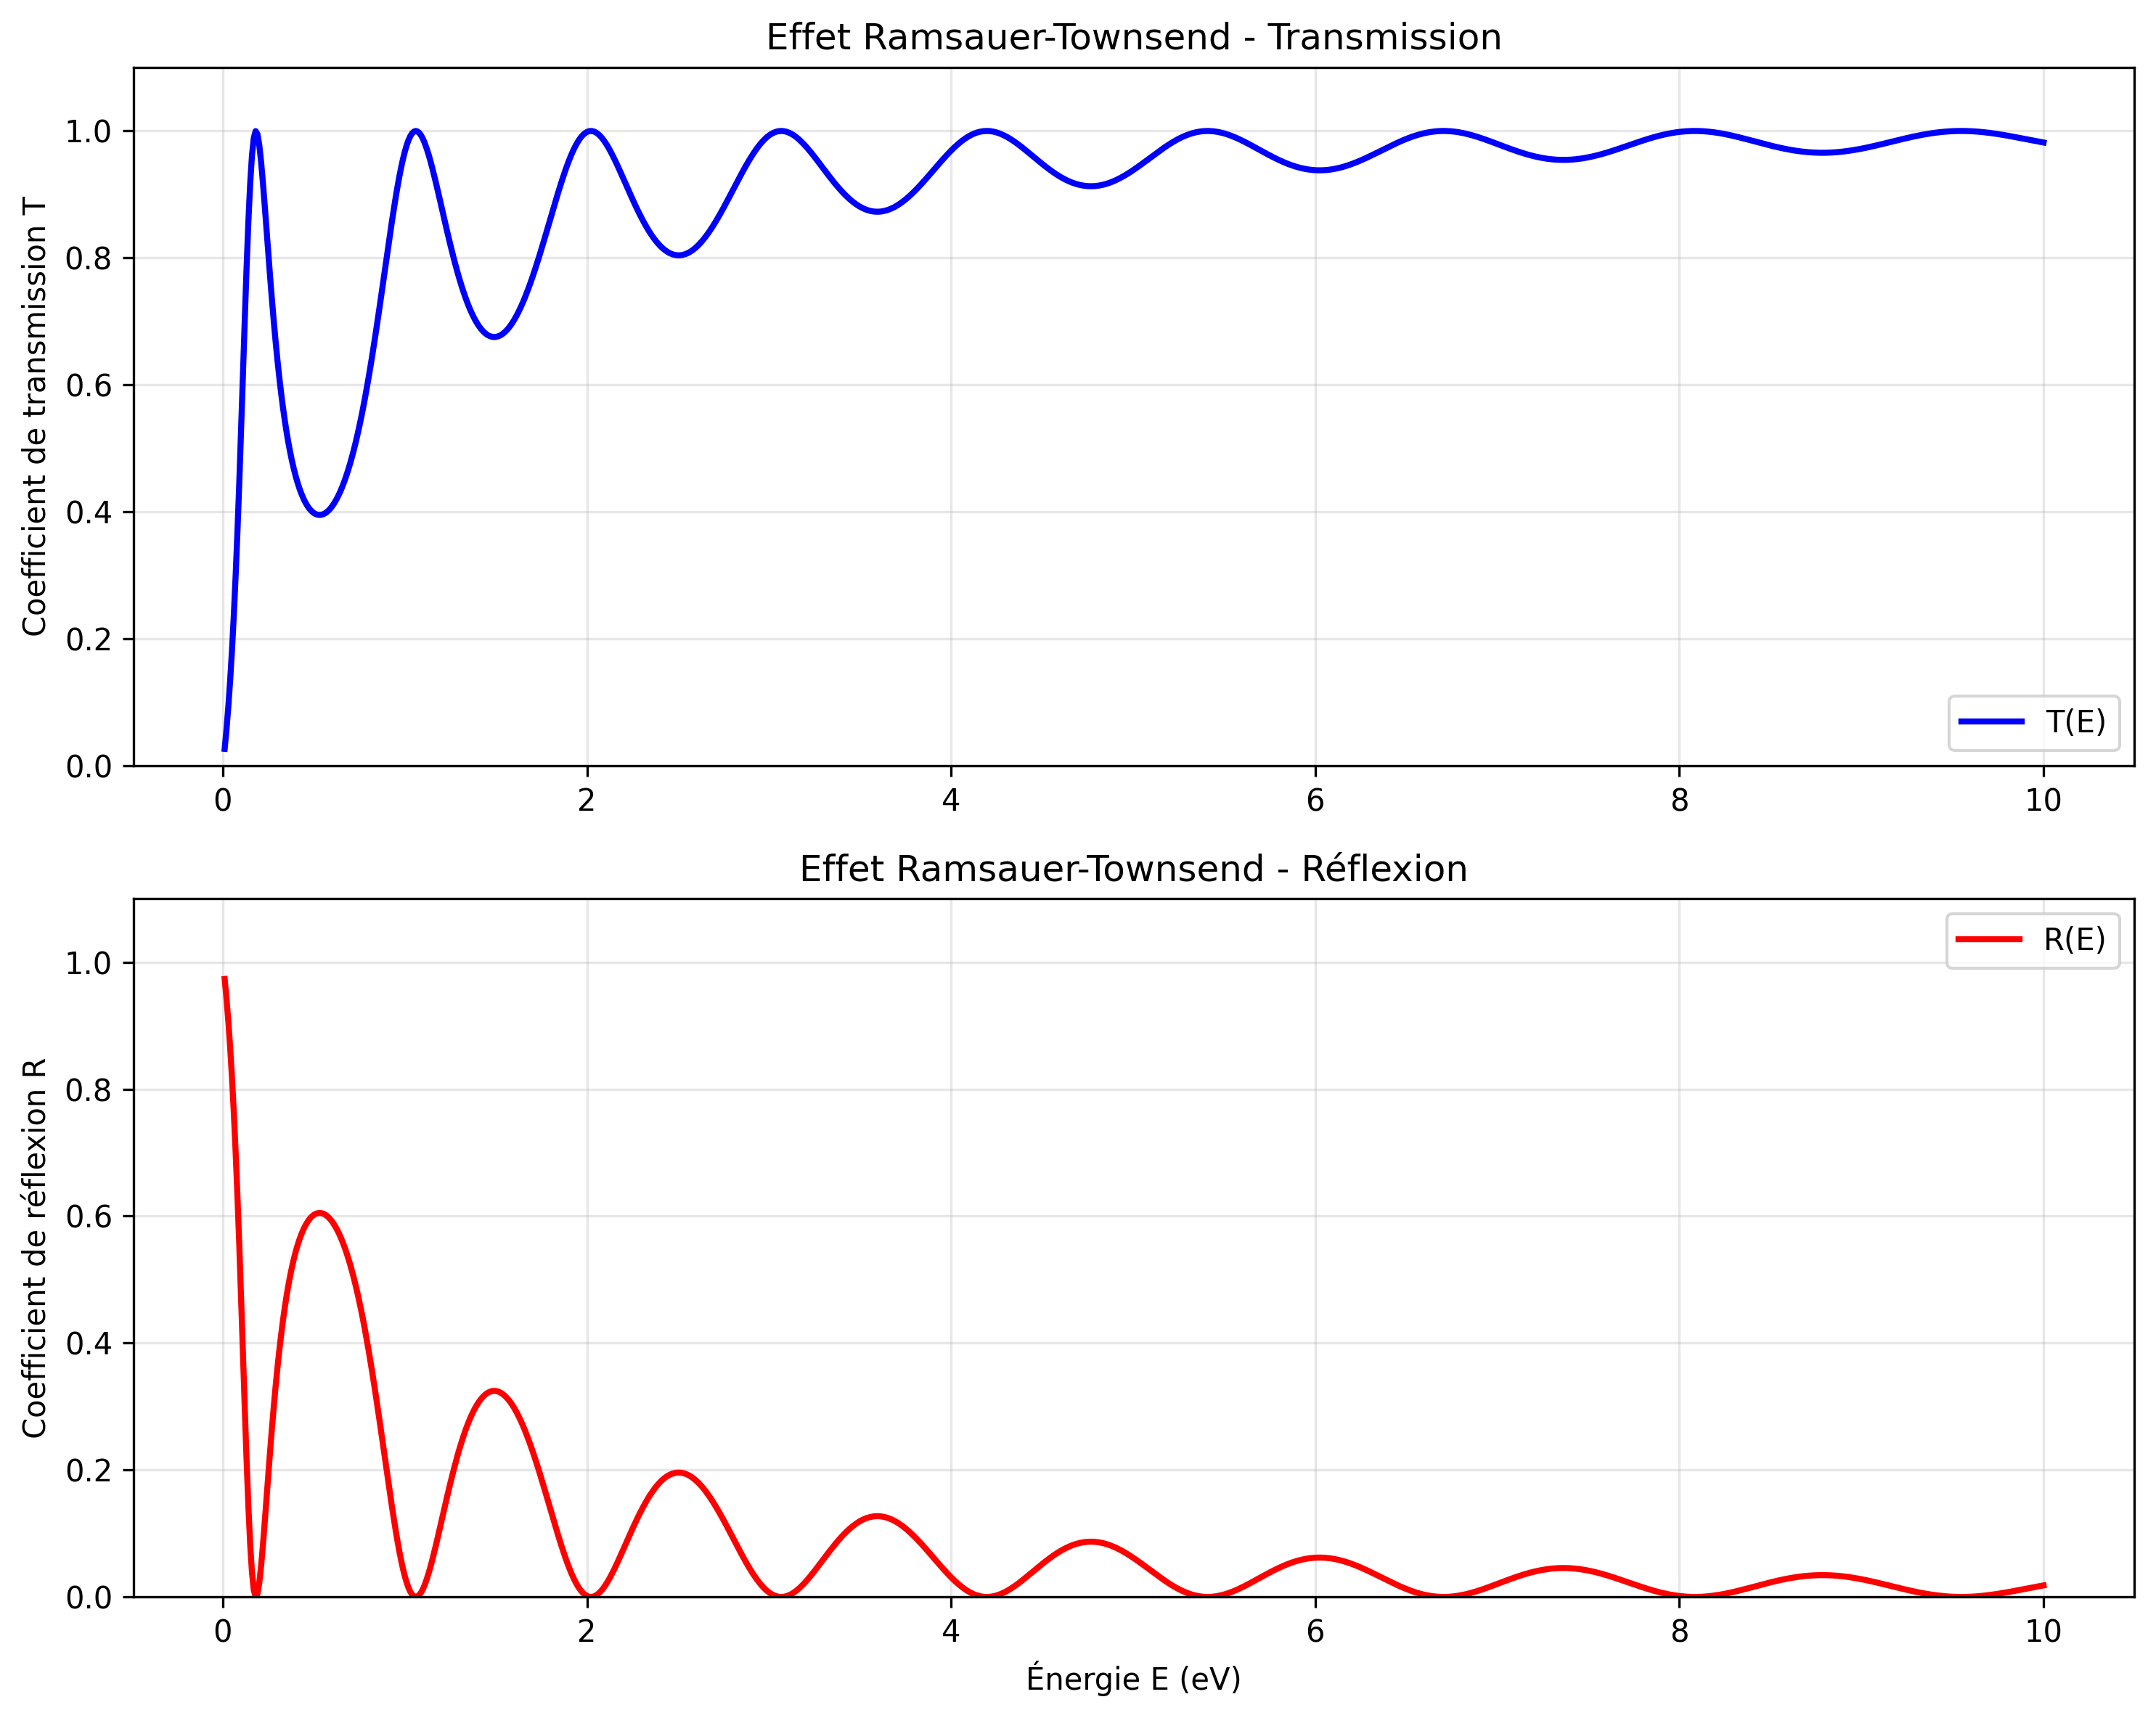 Effet Ramsauer-Townsend - Transmission
Coefficient de transmission T
1.0
0.8
0.6
0.4
0.2
0.0
T(E)
0 2 4 6 8 10
Effet Ramsauer-Townsend - Réflexion
Coefficient de réflexion R
R(E)
1.0
0.8
0.6
0.4
0.2
0.0
0 2 4 6 8 10
Énergie E (eV)